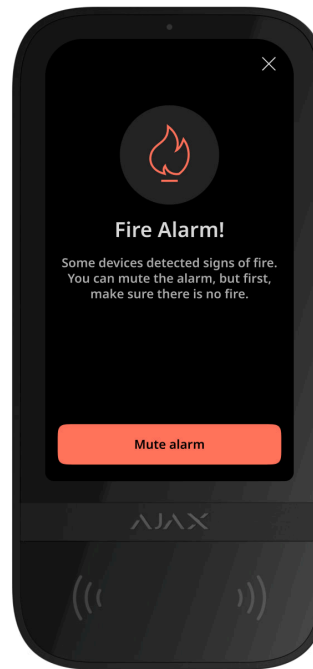 Fire Alarm!
Some devices detected signs of fire.
You can mute the alarm, but first,
make sure there is no fire.
Mute alarm
AJAX